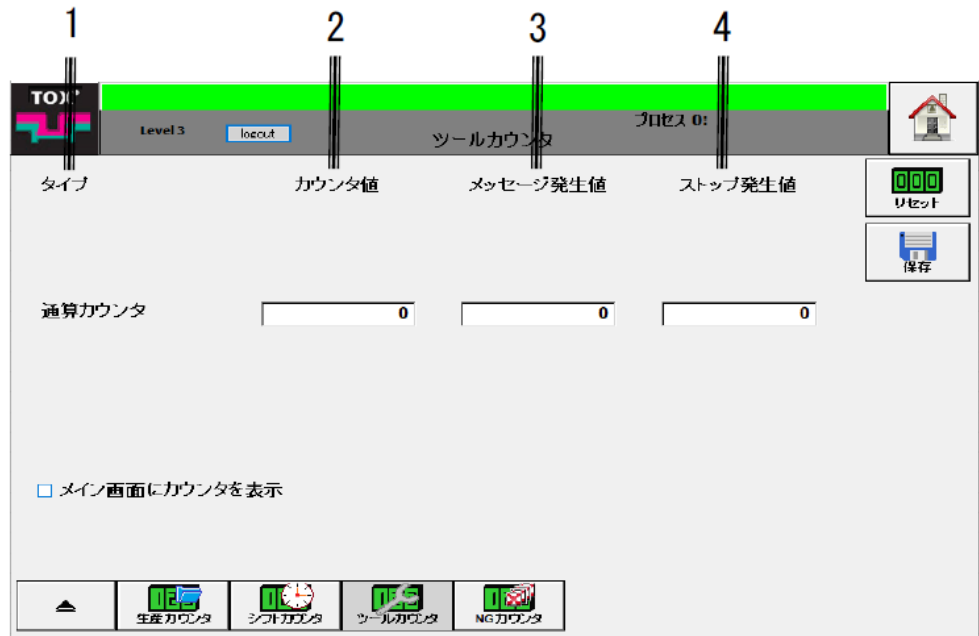 1 2 3 4
TOX®
Level 3 logout ツールカウンタ プロセス 0:
タイプ カウンタ値 メッセージ発生値 ストップ発生値
リセット
保存
通算カウンタ 0 0 0
メイン画面にカウンタを表示
生産カウンタ シフトカウンタ ツールカウンタ NGカウンタ